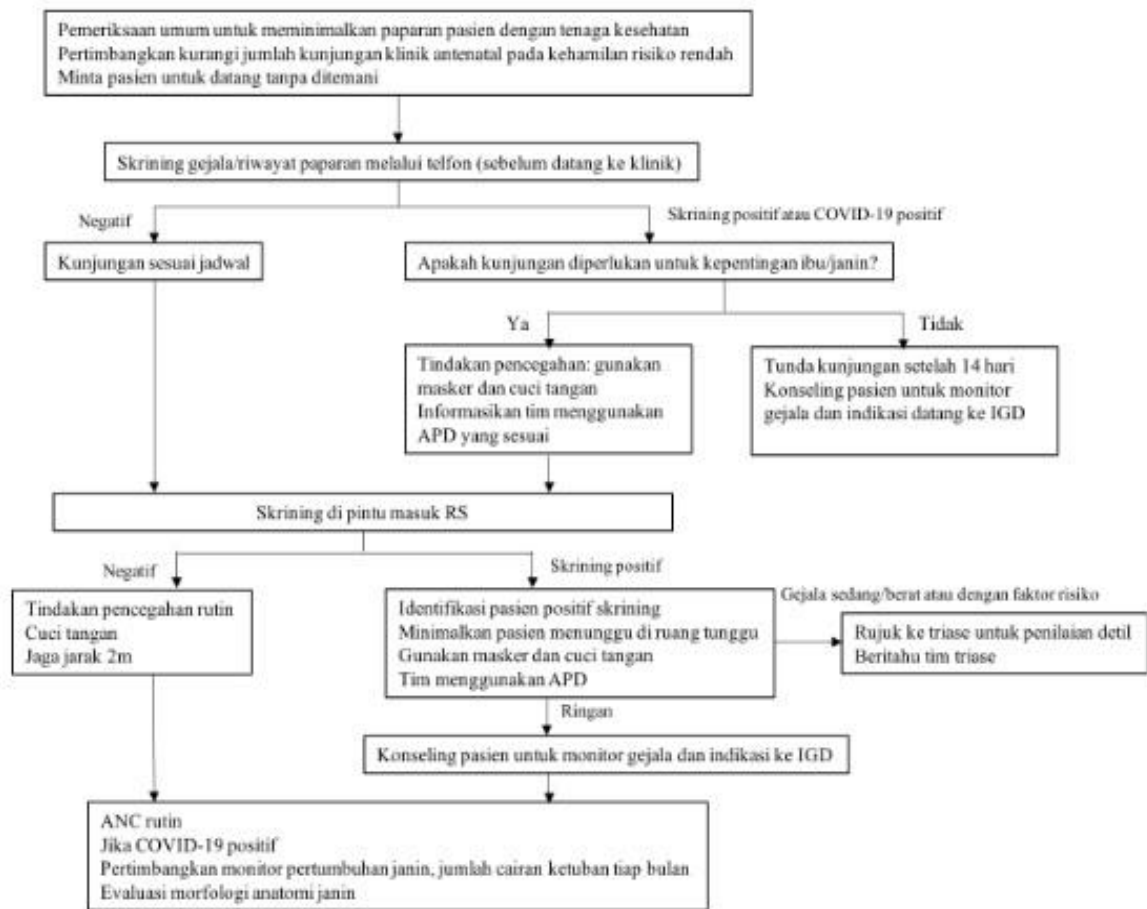 Pemeriksaan umum untuk meminimalkan paparan pasien dengan tenaga kesehatan
Pertimbangkan kurangi jumlah kunjungan klinik antenatal pada kehamilan risiko rendah
Minta pasien untuk datang tanpa ditemani
Skrining gejala/riwayat paparan melalui telfon (sebelum datang ke klinik)
Negatif
Skrining positif atau COVID-19 positif
Kunjungan sesuai jadwal
Apakah kunjungan diperlukan untuk kepentingan ibu/janin?
Ya
Tidak
Tindakan pencegahan: gunakan
masker dan cuci tangan
Informasikan tim menggunakan
APD yang sesuai
Tunda kunjungan setelah 14 hari
Konseling pasien untuk monitor
gejala dan indikasi datang ke IGD
Skrining di pintu masuk RS
Negatif
Skrining positif
Tindakan pencegahan rutin
Cuci tangan
Jaga jarak 2m
Identifikasi pasien positif skrining
Minimalkan pasien menunggu di ruang tunggu
Gunakan masker dan cuci tangan
Tim menggunakan APD
Gejala sedang/berat atau dengan faktor risiko
Rujuk ke triase untuk penilaian detil
Beritahu tim triase
Ringan
Konseling pasien untuk monitor gejala dan indikasi ke IGD
ANC rutin
Jika COVID-19 positif
Pertimbangkan monitor pertumbuhan janin, jumlah cairan ketuban tiap bulan
Evaluasi morfologi anatomi janin